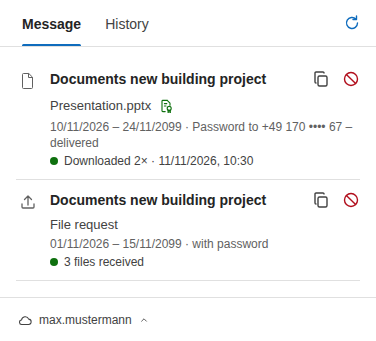 Message History
Documents new building project
Presentation.pptx
10/11/2026 – 24/11/2099 · Password to +49 170 •••• 67 –
delivered
Downloaded 2× · 11/11/2026, 10:30
Documents new building project
File request
01/11/2026 – 15/11/2099 · with password
3 files received
max.mustermann